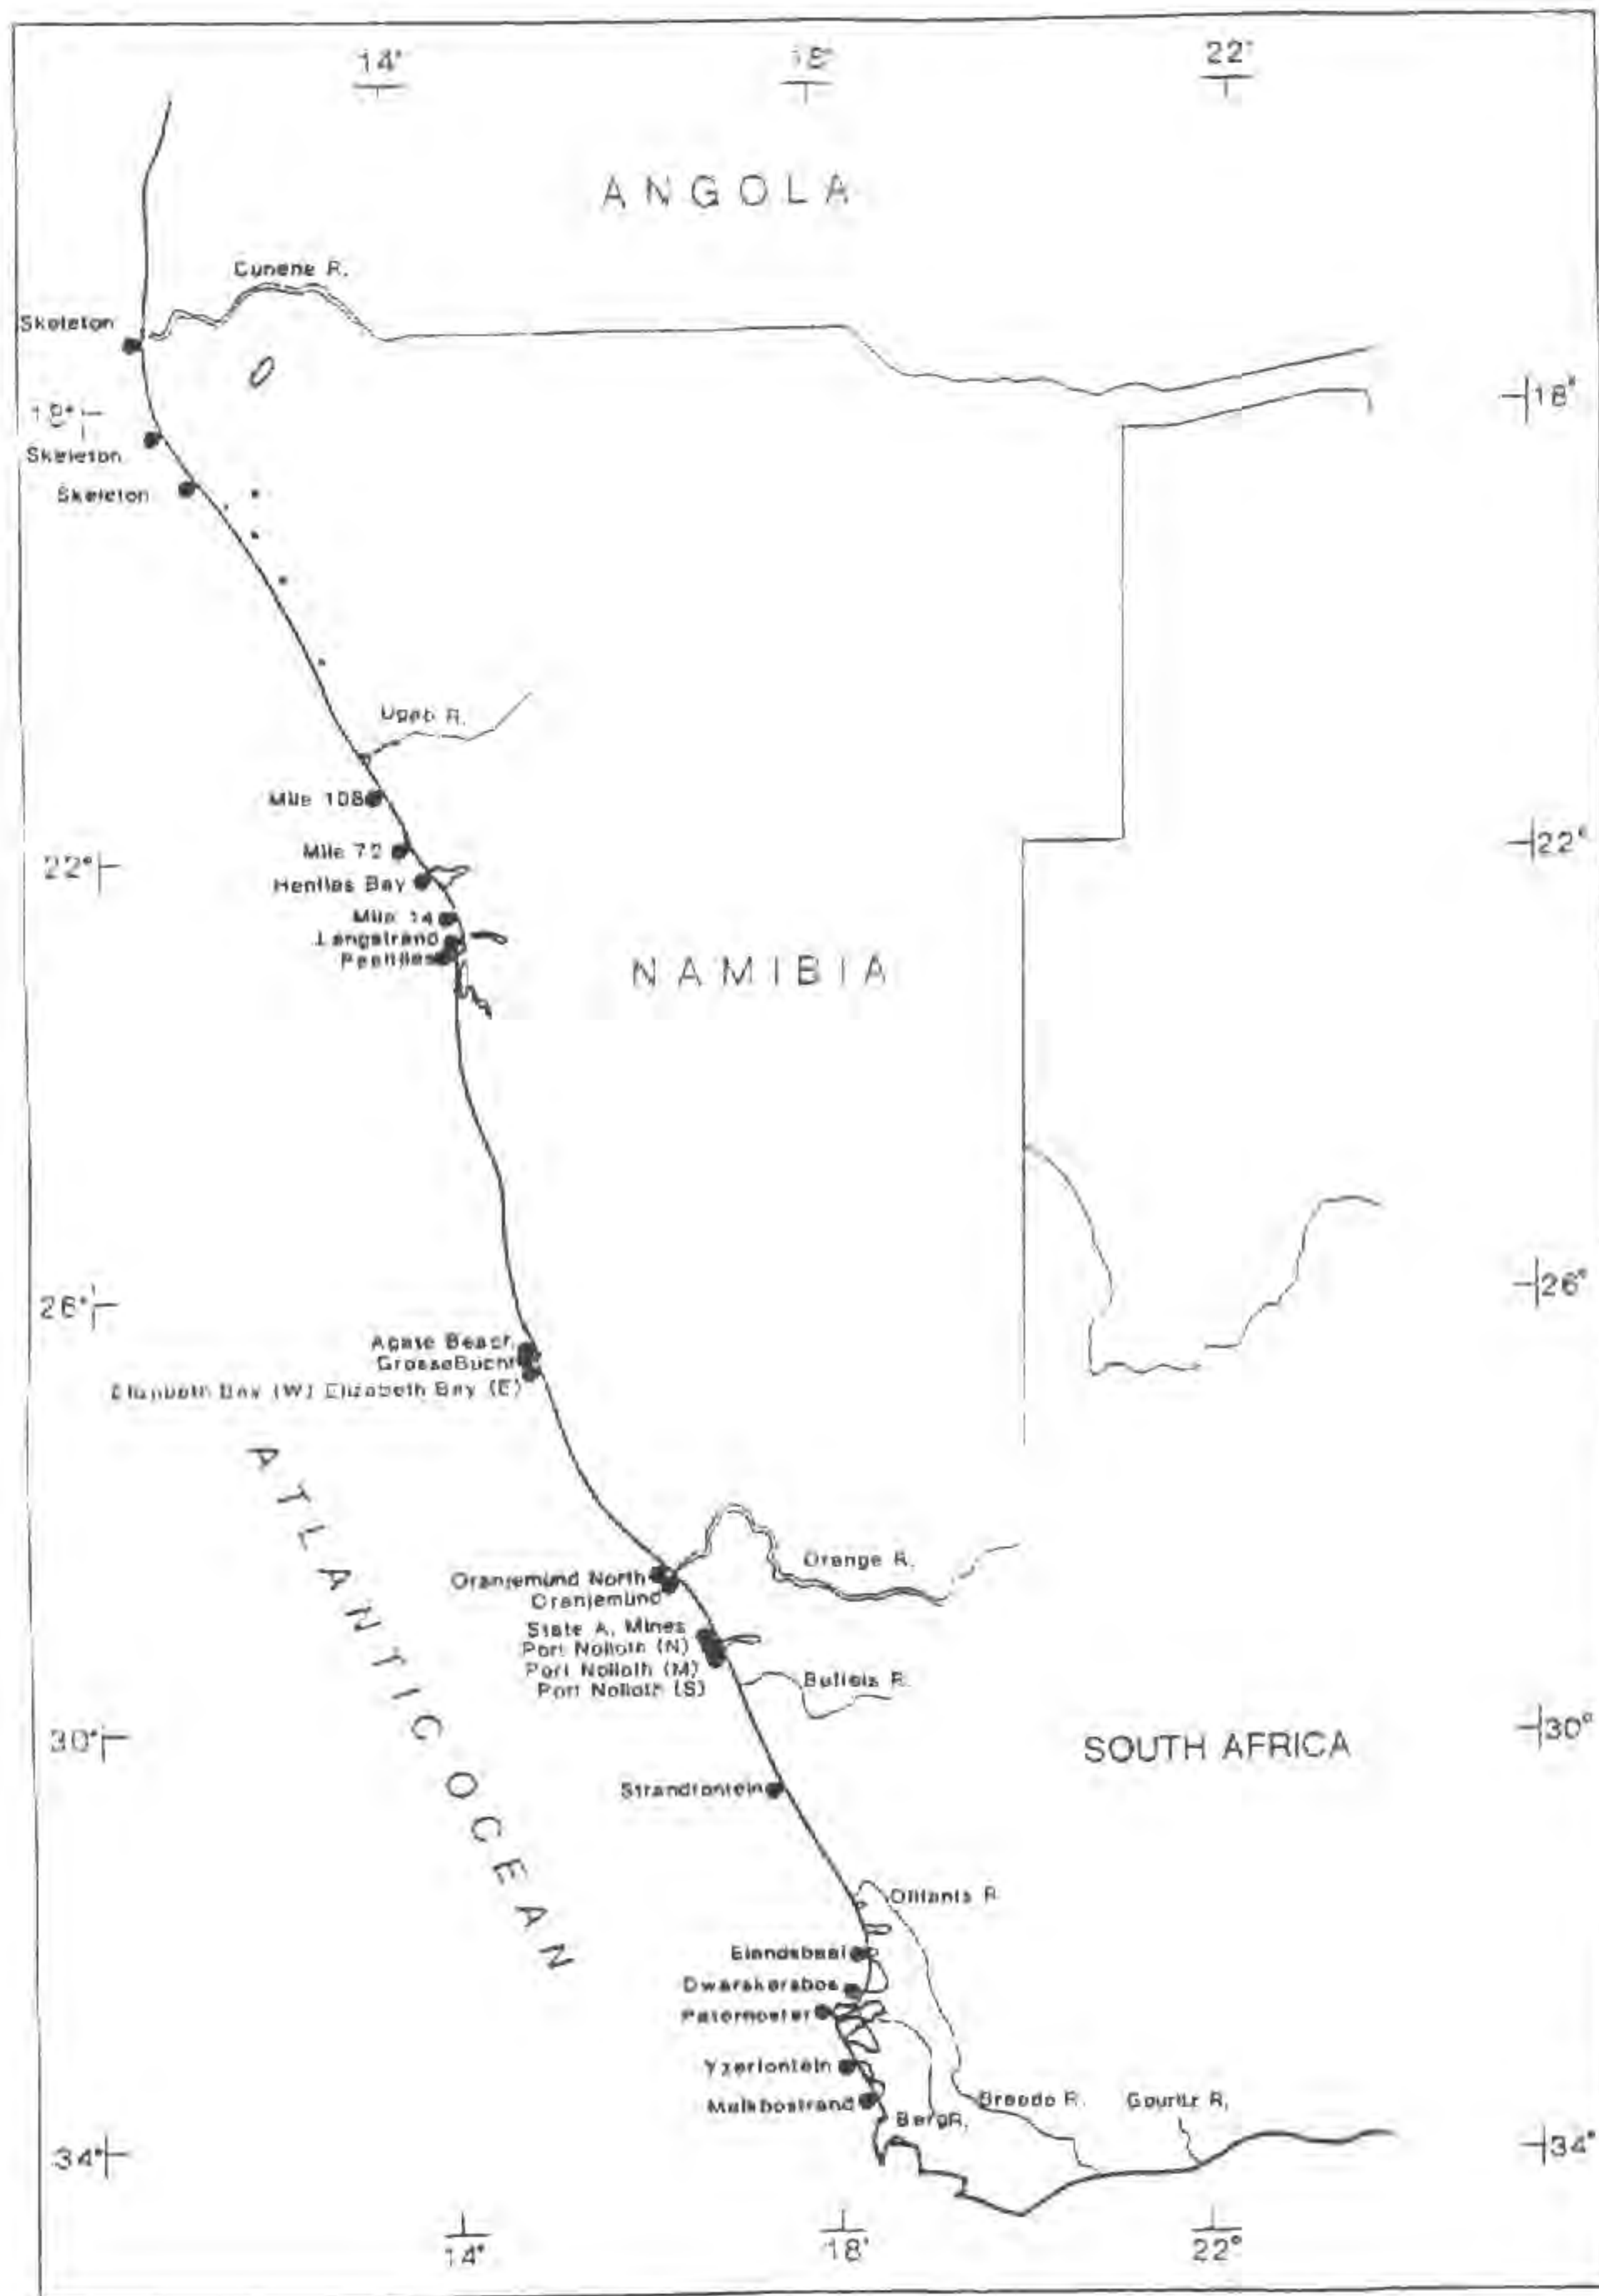 14° 18° 22°
ANGOLA
Cunene R.
Skeleton
18° 18°
Skeleton
Skeleton
Ugab R.
Mile 108
Mile 72
22° 22°
Henties Bay
Mile 14
Langstrand
NAMIBIA
26° 26°
Agate Beach
GrosseBucht
Elizabeth Bay (W) Elizabeth Bay (E)
ATLANTIC OCEAN
Orange R.
Oranjemund North
Oranjemund
State A. Mines
Port Nolloth (N)
Port Nolloth (M)
Port Nolloth (S)
Buffels R.
30° 30°
SOUTH AFRICA
Strandfontein
Olifants R.
Elandsbaai
Dwarskersbos
Paternoster
Yzerfontein
Breede R. Gouritz R.
Melkbostrand
BergR.
34° 34°
14° 18° 22°